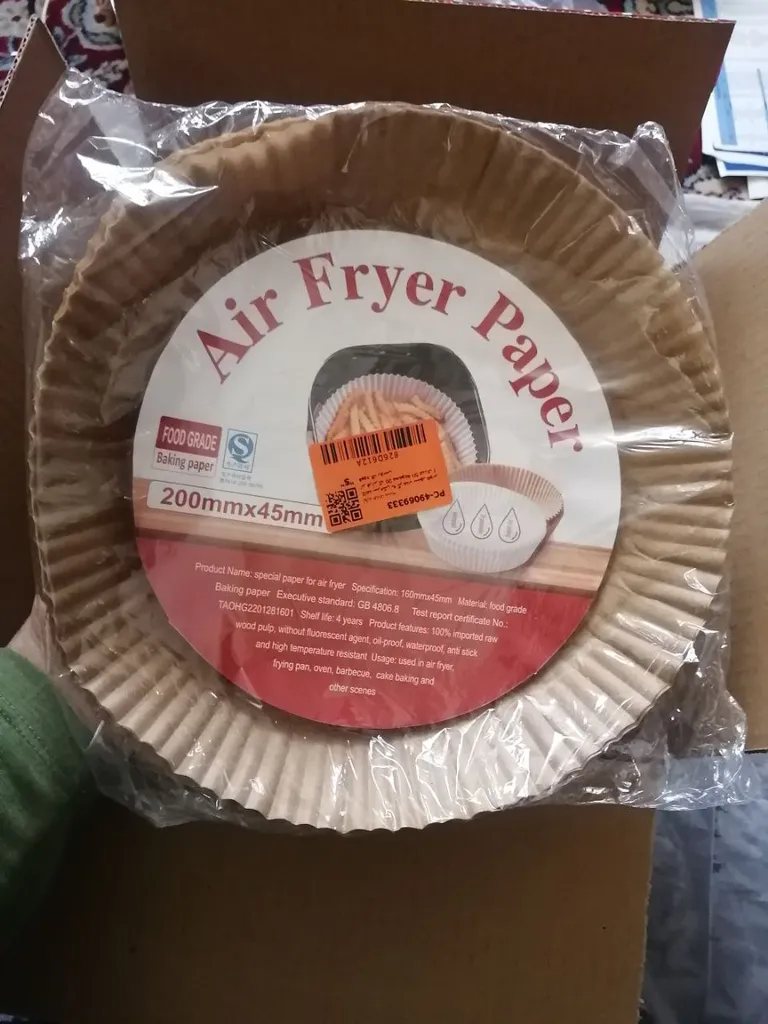 Air Fryer Paper
FOOD GRADE
Baking paper
200mmx45mm
826D612A
PC-49069333
Product Name: special paper for air fryer Specification: 160mmx45mm Material: food grade
Baking paper Executive standard: GB 4806.8 Test report certificate No.:
TAOHG2201281601 Shelf life: 4 years Product features: 100% imported raw
wood pulp, without fluorescent agent, oil-proof, waterproof, anti stick
and high temperature resistant Usage: used in air fryer,
frying pan, oven, barbecue, cake baking and
other scenes